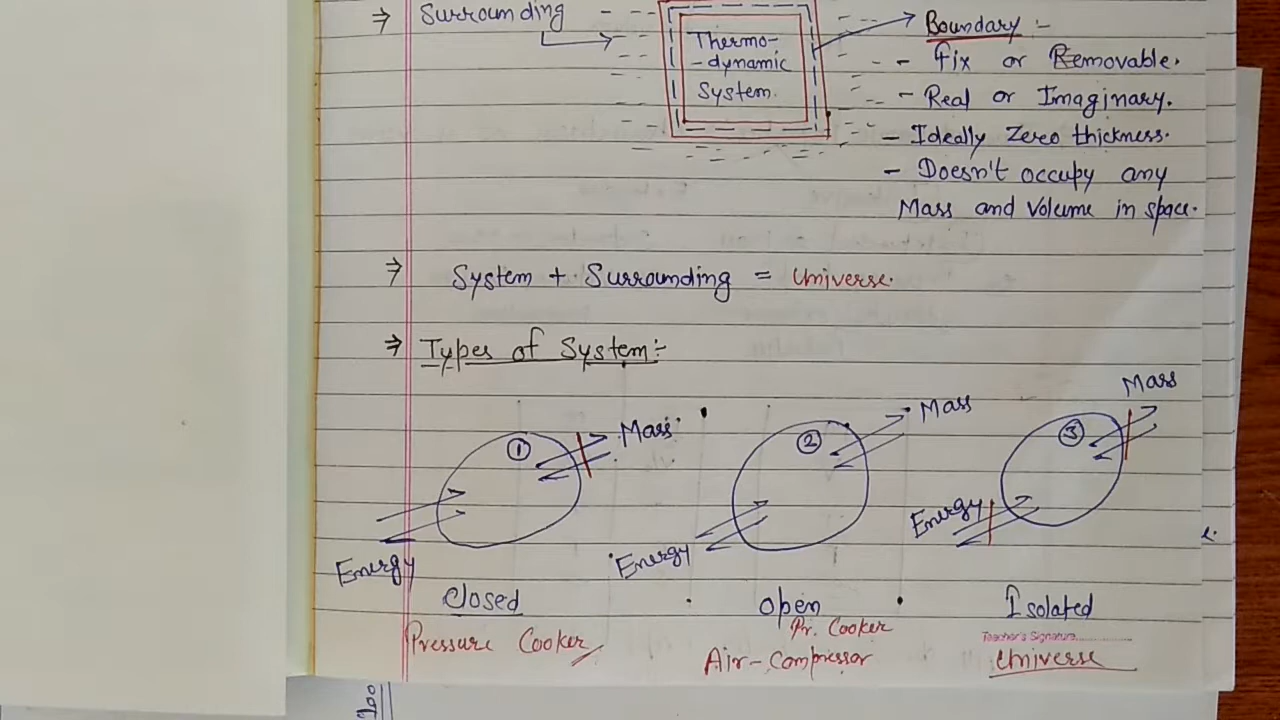 ⇒ Surrounding
Thermo-
-dynamic
System.
Boundary :-
- fix or Removable.
- Real or Imaginary.
- Ideally Zero thickness.
- Doesn't occupy any
Mass and Volume in space.
⇒ System + Surrounding = Universe.
⇒ Types of System:-
① Mass
Energy
Closed
Pressure Cooker
② Mass
Energy
Open
Pr. Cooker
Air-Compressor
③ Mass
Energy
Isolated
Teacher's Signature
Universe
100